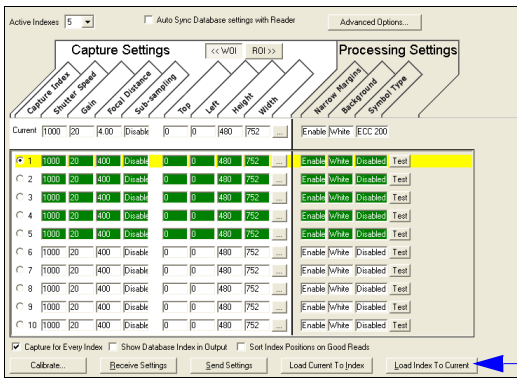 Active Indexes 5 Auto Sync Database settings with Reader Advanced Options...
Capture Settings << WOI ROI >> Processing Settings
Capture Index Shutter Speed Gain Focal Distance Sub-sampling Top Left Height Width Narrow Margins Background Symbol Type
Current 1000 20 4.00 Disable 0 0 480 752 ... Enable White ECC 200
1 1000 20 400 Disable 0 0 480 752 ... Enable White Disabled Test
2 1000 20 400 Disable 0 0 480 752 ... Enable White Disabled Test
3 1000 20 400 Disable 0 0 480 752 ... Enable White Disabled Test
4 1000 20 400 Disable 0 0 480 752 ... Enable White Disabled Test
5 1000 20 400 Disable 0 0 480 752 ... Enable White Disabled Test
6 1000 20 400 Disable 0 0 480 752 ... Enable White Disabled Test
7 1000 20 400 Disable 0 0 480 752 ... Enable White Disabled Test
8 1000 20 400 Disable 0 0 480 752 ... Enable White Disabled Test
9 1000 20 400 Disable 0 0 480 752 ... Enable White Disabled Test
10 1000 20 400 Disable 0 0 480 752 ... Enable White Disabled Test
Capture for Every Index Show Database Index in Output Sort Index Positions on Good Reads
Calibrate... Receive Settings Send Settings Load Current To Index Load Index To Current